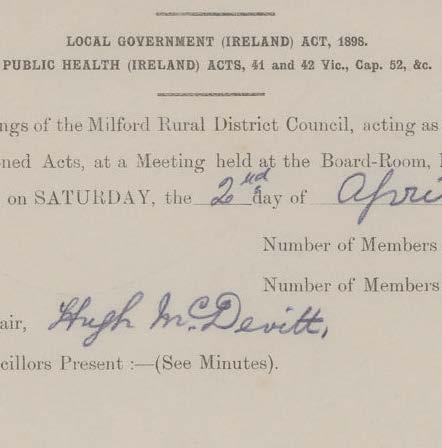 LOCAL GOVERNMENT (IRELAND) ACT, 1898.
PUBLIC HEALTH (IRELAND) ACTS, 41 and 42 Vic., Cap. 52, &c.
ngs of the Milford Rural District Council, acting as
oned Acts, at a Meeting held at the Board-Room,
on SATURDAY, the 2nd day of Apri
Number of Members
Number of Members
air, Hugh McDevitt,
cillors Present :—(See Minutes).